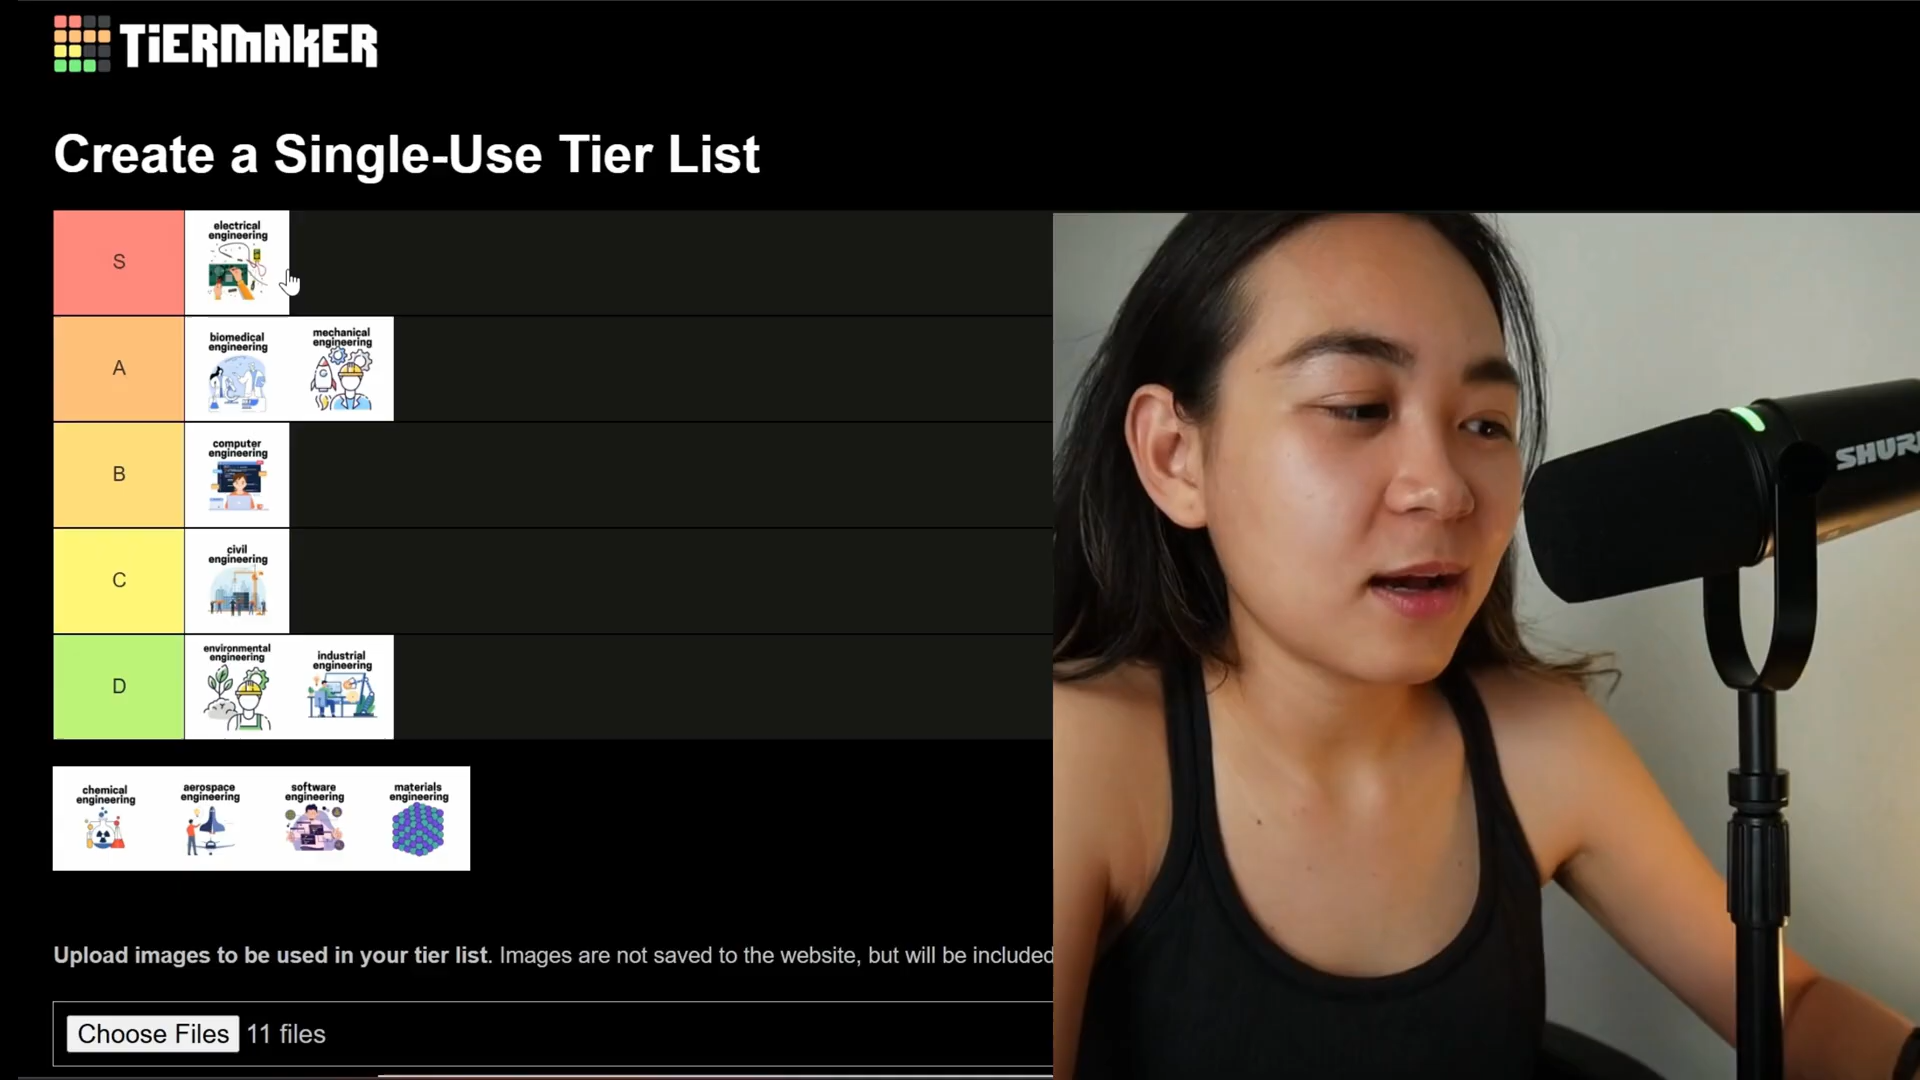 TIERMAKER
Create a Single-Use Tier List
S
electrical
engineering
A
biomedical
engineering
mechanical
engineering
B
computer
engineering
C
civil
engineering
D
environmental
engineering
industrial
engineering
chemical
engineering
aerospace
engineering
software
engineering
materials
engineering
SHUR
Upload images to be used in your tier list. Images are not saved to the website, but will be included
Choose Files 11 files